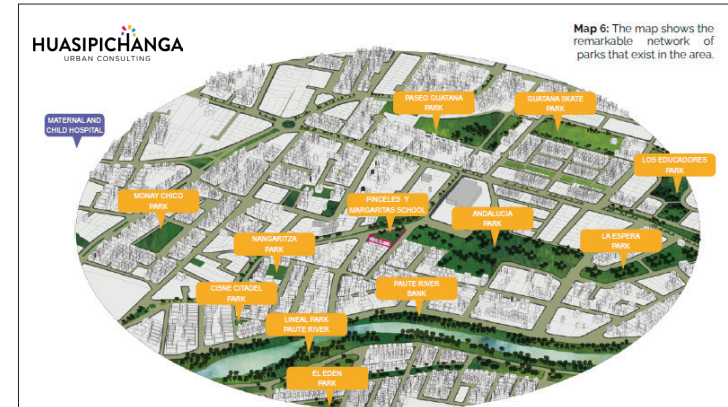 HUASIPICHANGA
URBAN CONSULTING
Map 6: The map shows the
remarkable network of
parks that exist in the area.
MATERNAL AND
CHILD HOSPITAL
PASEO GUATANA
PARK
GUATANA SKATE
PARK
LOS EDUCADORES
PARK
MONAY CHICO
PARK
PINCELES Y
MARGARITAS SCHOOL
ANDALUCIA
PARK
NANGARITZA
PARK
LA ESPERA
PARK
CISNE CITADEL
PARK
PAUTE RIVER
BANK
LINEAL PARK
PAUTE RIVER
EL EDEN
PARK